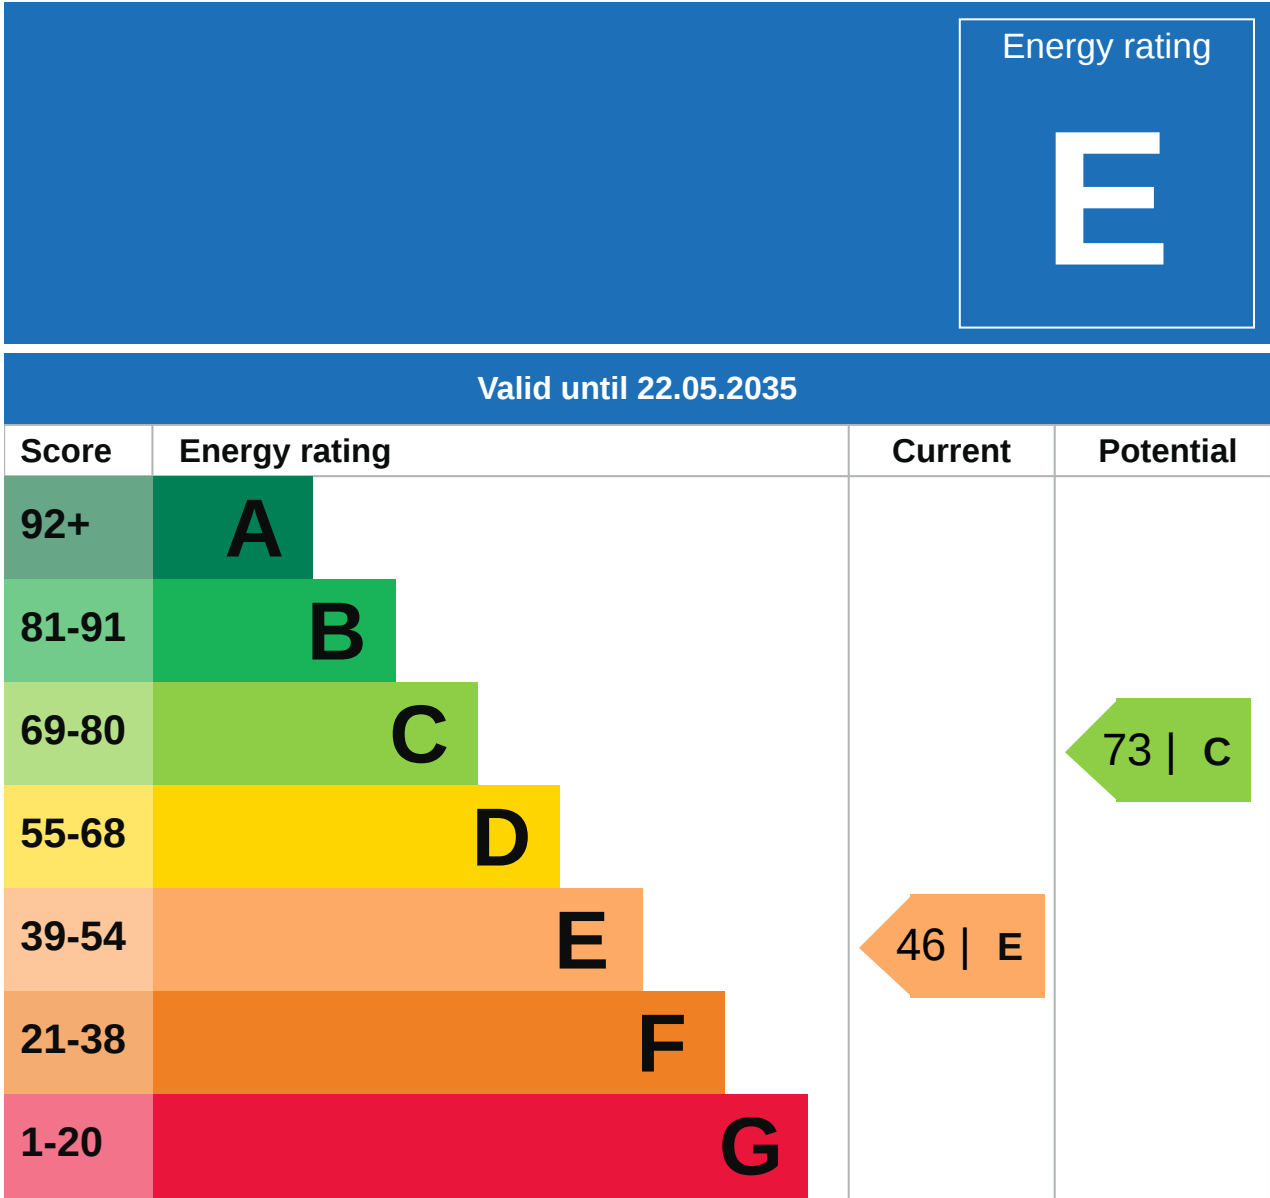 Energy rating
E
Valid until 22.05.2035
Score Energy rating Current Potential
92+ A
81-91 B
69-80 C 73 | C
55-68 D
39-54 E 46 | E
21-38 F
1-20 G